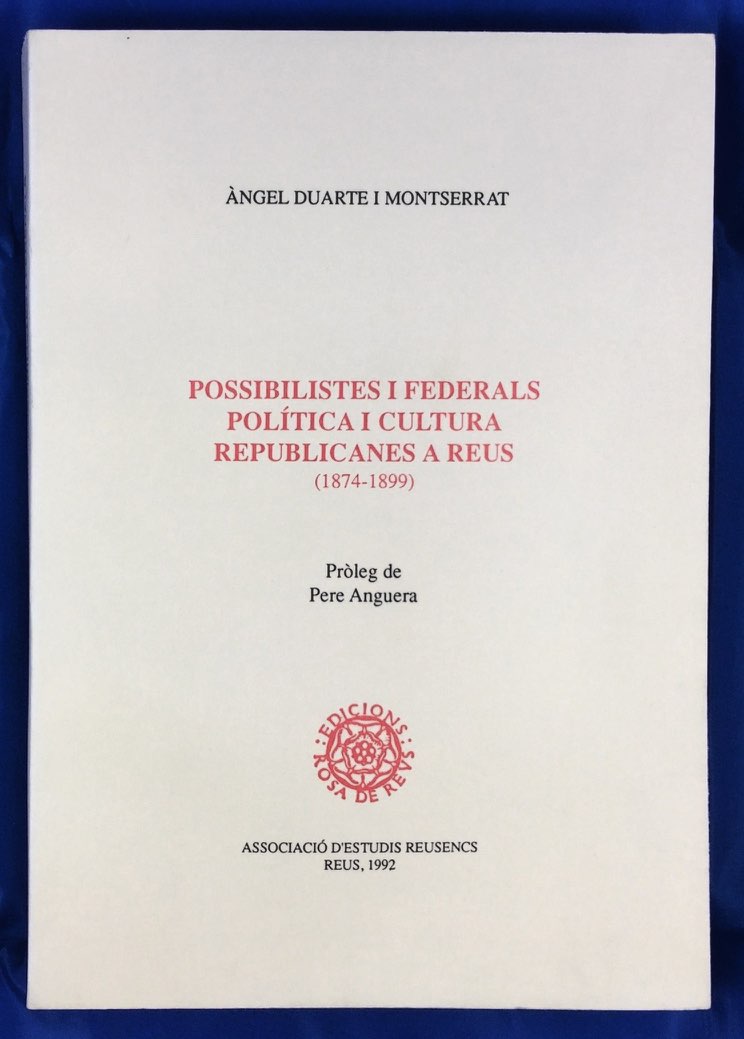 ÀNGEL DUARTE I MONTSERRAT
POSSIBILISTES I FEDERALS
POLÍTICA I CULTURA
REPUBLICANES A REUS
(1874-1899)
Pròleg de
Pere Anguera
:EDICIONS:
ROSA DE REVS
ASSOCIACIÓ D'ESTUDIS REUSENCS
REUS, 1992